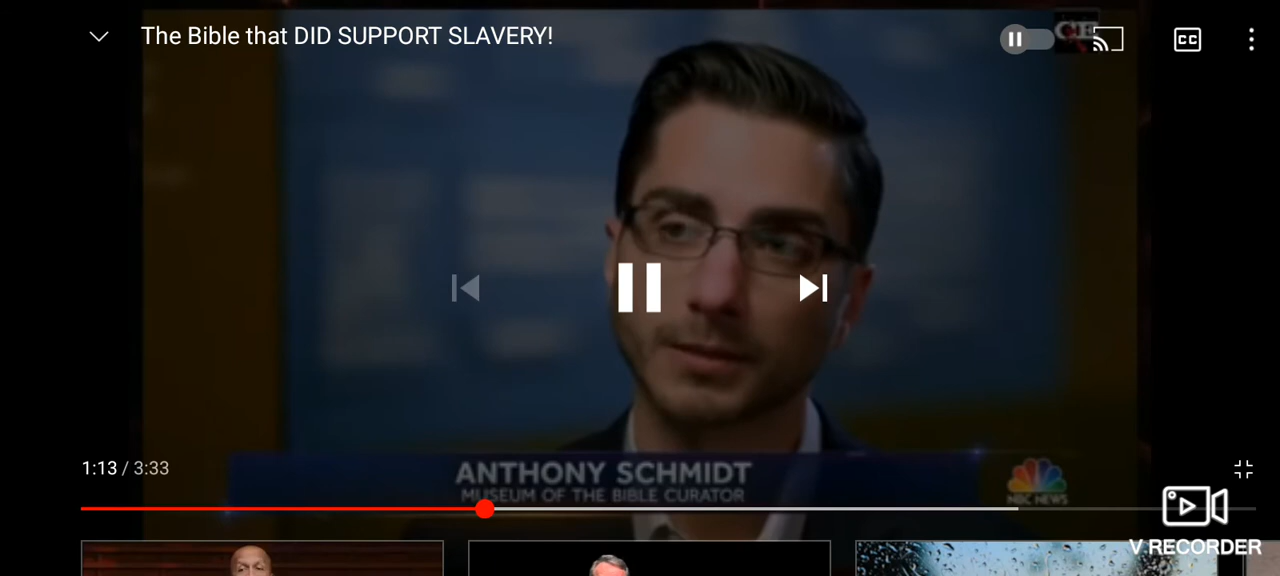 The Bible that DID SUPPORT SLAVERY!
CE
CC
1:13 / 3:33
ANTHONY SCHMIDT
MUSEUM OF THE BIBLE CURATOR
NBC NEWS
V RECORDER